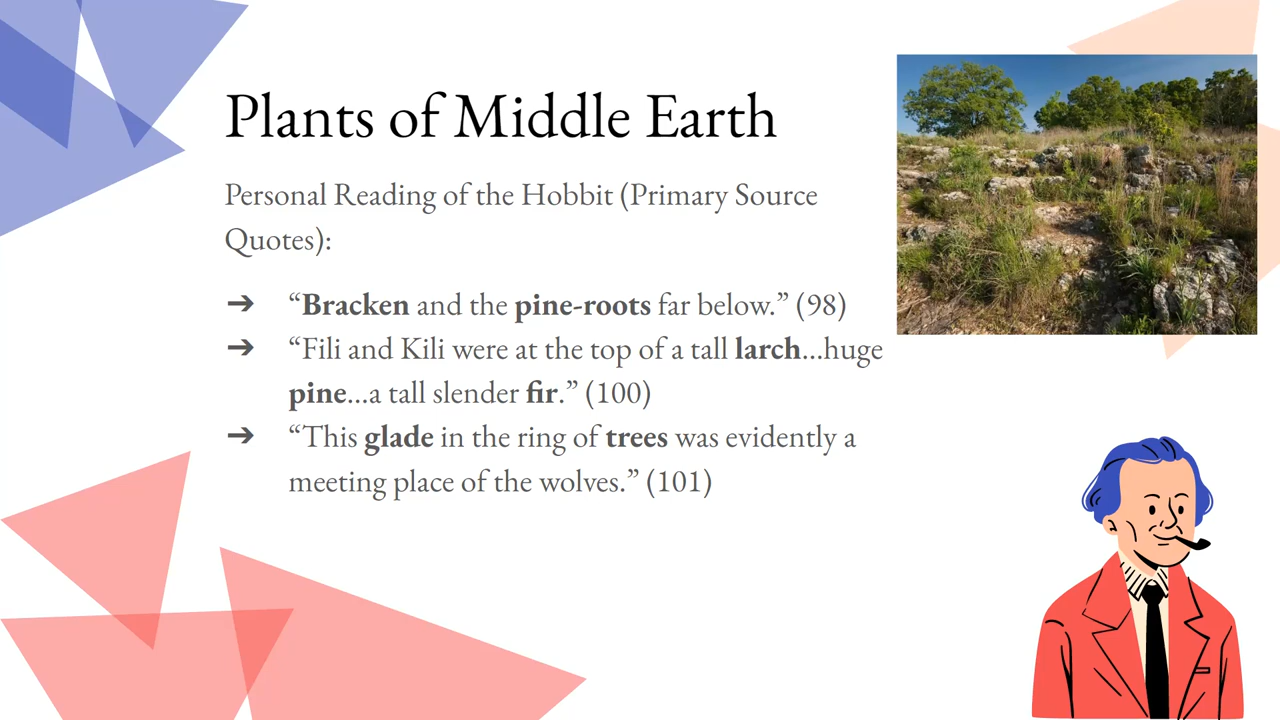 Plants of Middle Earth
Personal Reading of the Hobbit (Primary Source
Quotes):
➔ “Bracken and the pine-roots far below.” (98)
➔ “Fili and Kili were at the top of a tall larch...huge
pine...a tall slender fir.” (100)
➔ “This glade in the ring of trees was evidently a
meeting place of the wolves.” (101)